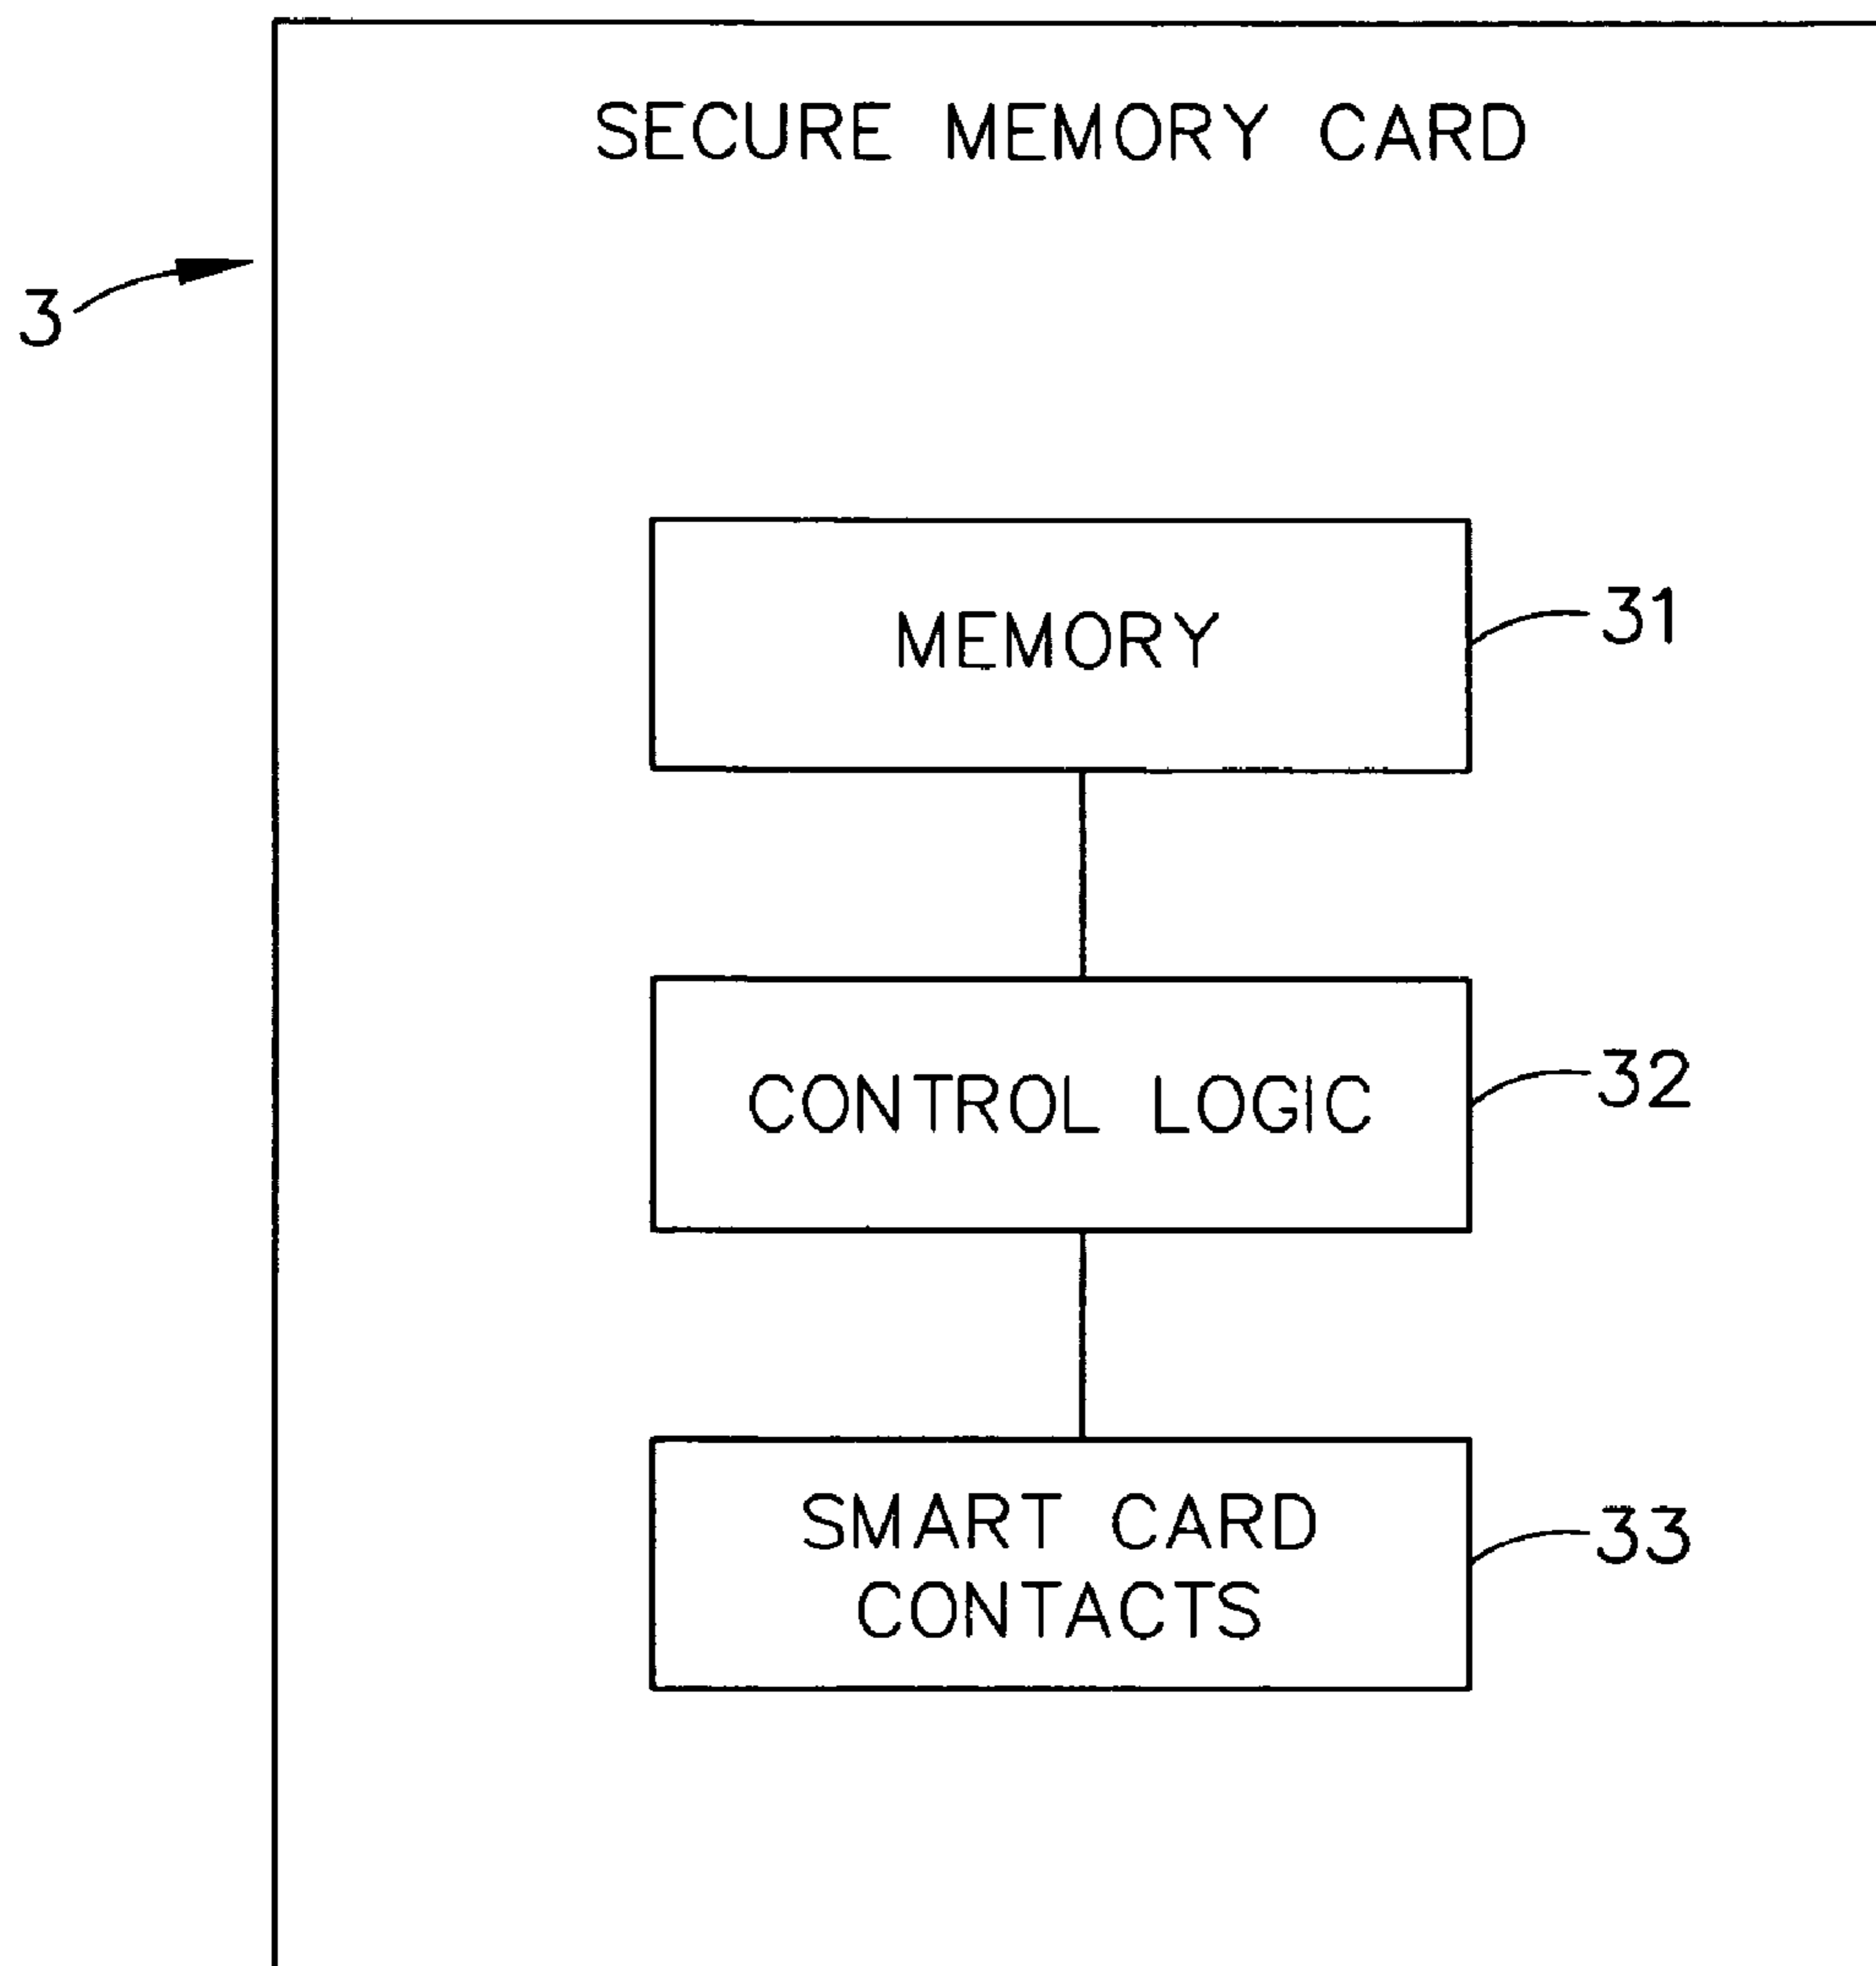 SECURE MEMORY CARD
3
MEMORY
31
CONTROL LOGIC
32
SMART CARD
CONTACTS
33